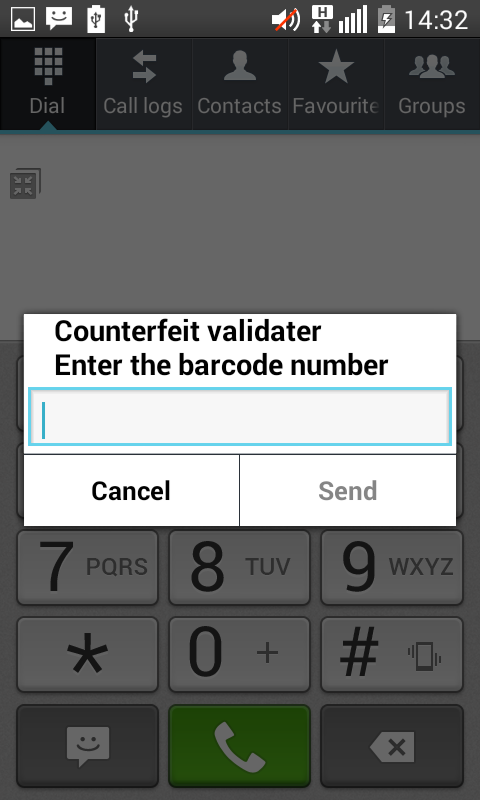 H
14:32
Dial
Call logs
Contacts
Favourite
Groups
Counterfeit validater
Enter the barcode number
Cancel
Send
7 PQRS
8 TUV
9 WXYZ
*
0 +
#